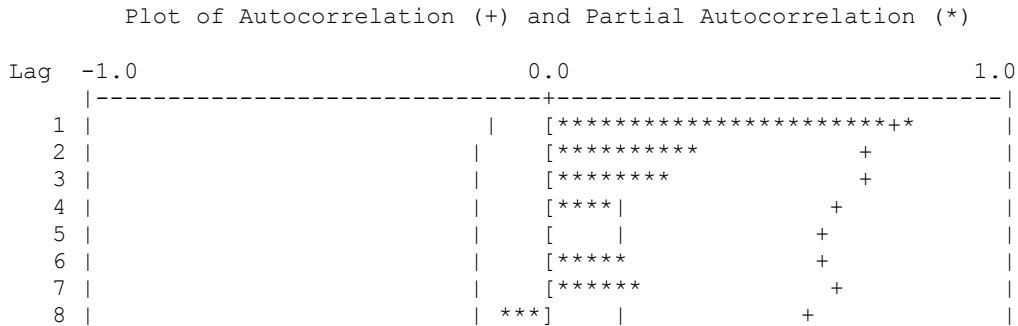 Plot of Autocorrelation (+) and Partial Autocorrelation (*)
Lag  -1.0                            0.0                             1.0
     |-------------------------------+-------------------------------|
   1 |                           |   [***********************+*      |
   2 |                          |    [**********           +         |
   3 |                          |    [********             +         |
   4 |                          |    [****|              +           |
   5 |                          |    [    |             +            |
   6 |                          |    [*****             +            |
   7 |                          |    [******             +           |
   8 |                          | ***]    |            +             |